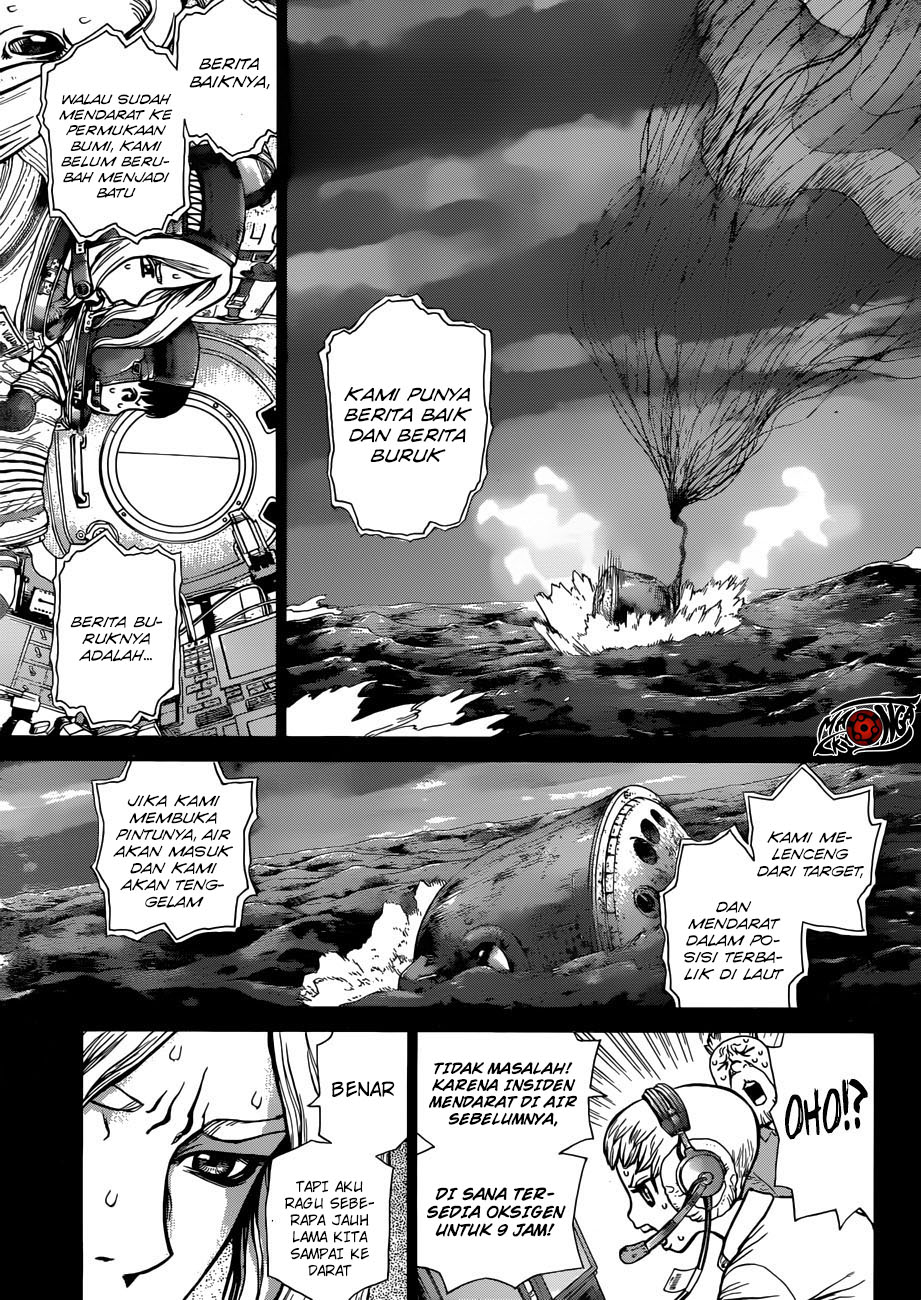 KAMI PUNYA
BERITA BAIK
DAN BERITA
BURUK
BERITA
BAIKNYA,
WALAU SUDAH
MENDARAT KE
PERMUKAAN
BUMI, KAMI
BELUM BERU-
BAH MENJADI
BATU
BERITA BU-
RUKNYA
ADALAH...
KAMI ME-
LENCENG
DARI TARGET,
DAN
MENDARAT
DALAM PO-
SISI TERBA-
LIK DI LAUT
JIKA KAMI
MEMBUKA
PINTUNYA, AIR
AKAN MASUK
DAN KAMI
AKAN TENG-
GELAM
OHO!?
TIDAK MASALAH!
KARENA INSIDEN
MENDARAT DI AIR
SEBELUMNYA,
DI SANA TER-
SEDIA OKSIGEN
UNTUK 9 JAM!
BENAR
TAPI AKU
RAGU SEBE-
RAPA JAUH
LAMA KITA
SAMPAI KE
DARAT